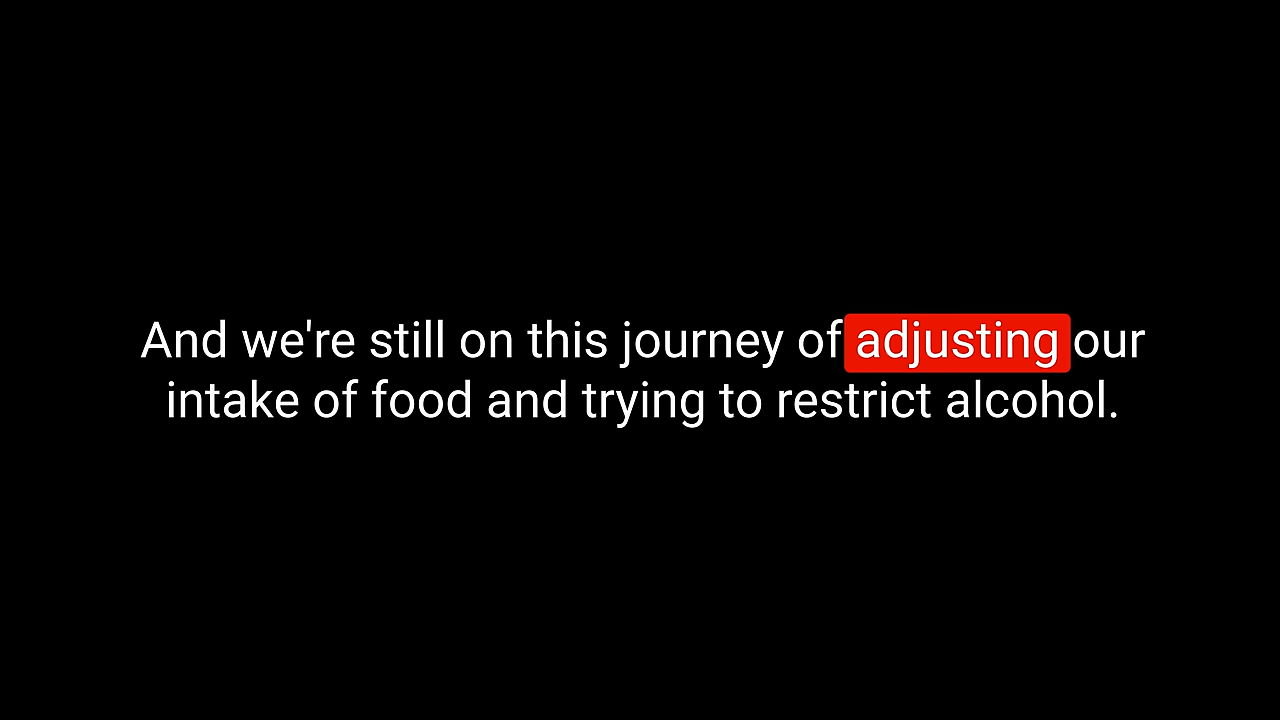 And we're still on this journey of adjusting our
intake of food and trying to restrict alcohol.